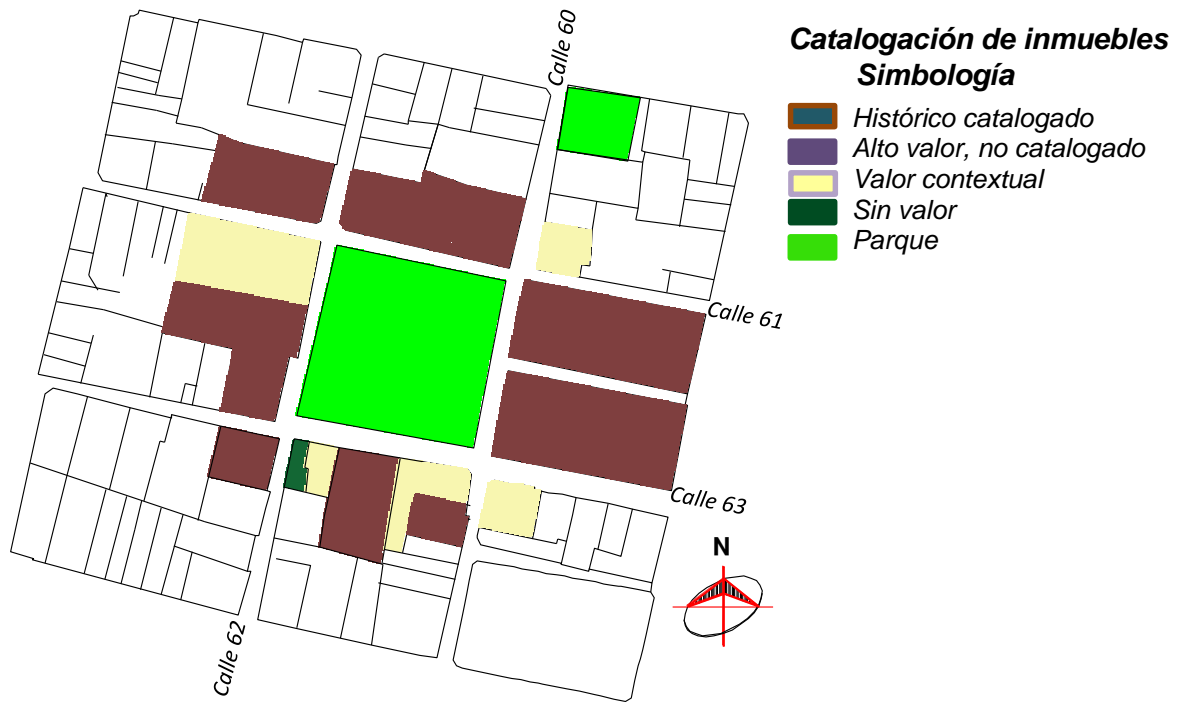 Calle 60
Catalogación de inmuebles
Simbología
Histórico catalogado
Alto valor, no catalogado
Valor contextual
Sin valor
Parque
Calle 61
Calle 63
N
Calle 62